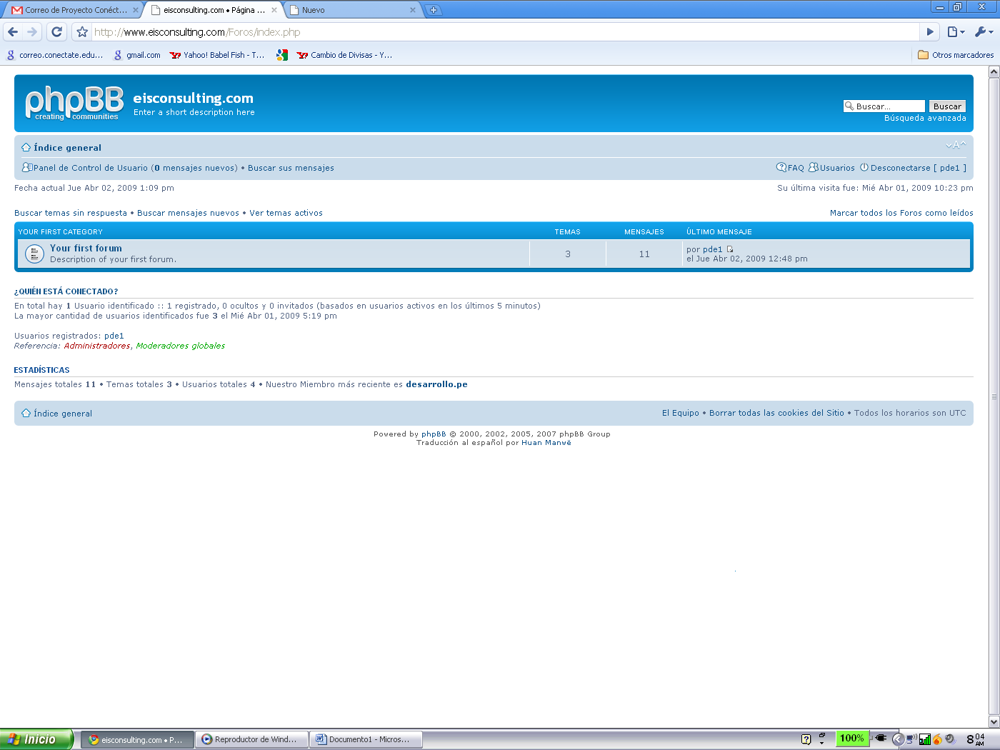 Correo de Proyecto Conéct...
eisconsulting.com • Página ...
Nuevo
http://www.eisconsulting.com/Foros/index.php
correo.conectate.edu...
gmail.com
Yahoo! Babel Fish - T...
Cambio de Divisas - Y...
Otros marcadores
phpBB
creating communities
eisconsulting.com
Enter a short description here
Buscar...
Buscar
Búsqueda avanzada
Índice general
A
Panel de Control de Usuario (0 mensajes nuevos) • Buscar sus mensajes
FAQ
Usuarios
Desconectarse [ pde1 ]
Fecha actual Jue Abr 02, 2009 1:09 pm
Su última visita fue: Mié Abr 01, 2009 10:23 pm
Buscar temas sin respuesta • Buscar mensajes nuevos • Ver temas activos
Marcar todos los Foros como leídos
YOUR FIRST CATEGORY
TEMAS
MENSAJES
ÚLTIMO MENSAJE
Your first forum
Description of your first forum.
3
11
por pde1
el Jue Abr 02, 2009 12:48 pm
¿QUIÉN ESTÁ CONECTADO?
En total hay 1 Usuario identificado :: 1 registrado, 0 ocultos y 0 invitados (basados en usuarios activos en los últimos 5 minutos)
La mayor cantidad de usuarios identificados fue 3 el Mié Abr 01, 2009 5:19 pm
Usuarios registrados: pde1
Referencia: Administradores, Moderadores globales
ESTADÍSTICAS
Mensajes totales 11 • Temas totales 3 • Usuarios totales 4 • Nuestro Miembro más reciente es desarrollo.pe
Índice general
El Equipo • Borrar todas las cookies del Sitio • Todos los horarios son UTC
Powered by phpBB © 2000, 2002, 2005, 2007 phpBB Group
Traducción al español por Huan Manwë
Inicio
eisconsulting.com • P...
Reproductor de Wind...
Documento1 - Micros...
100%
8 04 AM